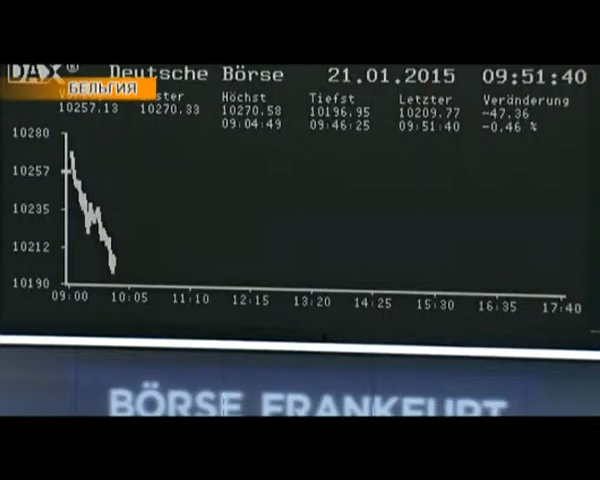 DAX® Deutsche Börse 21.01.2015 09:51:40
БЕЛЬГИЯ
Höchst Tiefst Letzter Veränderung
10257.13 10270.33 10270.58 10196.95 10209.77 -47.36
09:04:49 09:46:25 09:51:40 -0.46 %
10280
10257
10235
10212
10190
09:00 10:05 11:10 12:15 13:20 14:25 15:30 16:35 17:40
BÖRSE FRANKFURT